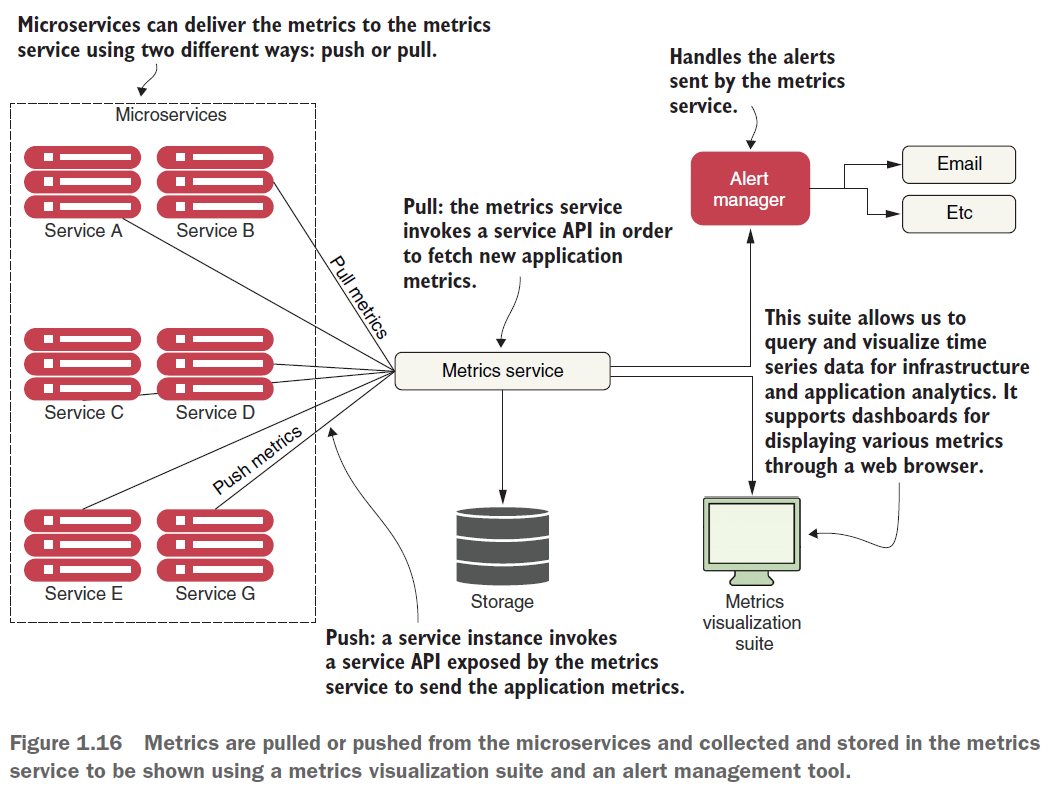 Microservices can deliver the metrics to the metrics
service using two different ways: push or pull.
Handles the alerts
sent by the metrics
service.
Microservices
Service A
Service B
Pull metrics
Pull: the metrics service
invokes a service API in order
to fetch new application
metrics.
Alert
manager
Email
Etc
Service C
Service D
Metrics service
This suite allows us to
query and visualize time
series data for infrastructure
and application analytics. It
supports dashboards for
displaying various metrics
through a web browser.
Push metrics
Service E
Service G
Storage
Metrics
visualization
suite
Push: a service instance invokes
a service API exposed by the metrics
service to send the application metrics.
Figure 1.16 Metrics are pulled or pushed from the microservices and collected and stored in the metrics
service to be shown using a metrics visualization suite and an alert management tool.